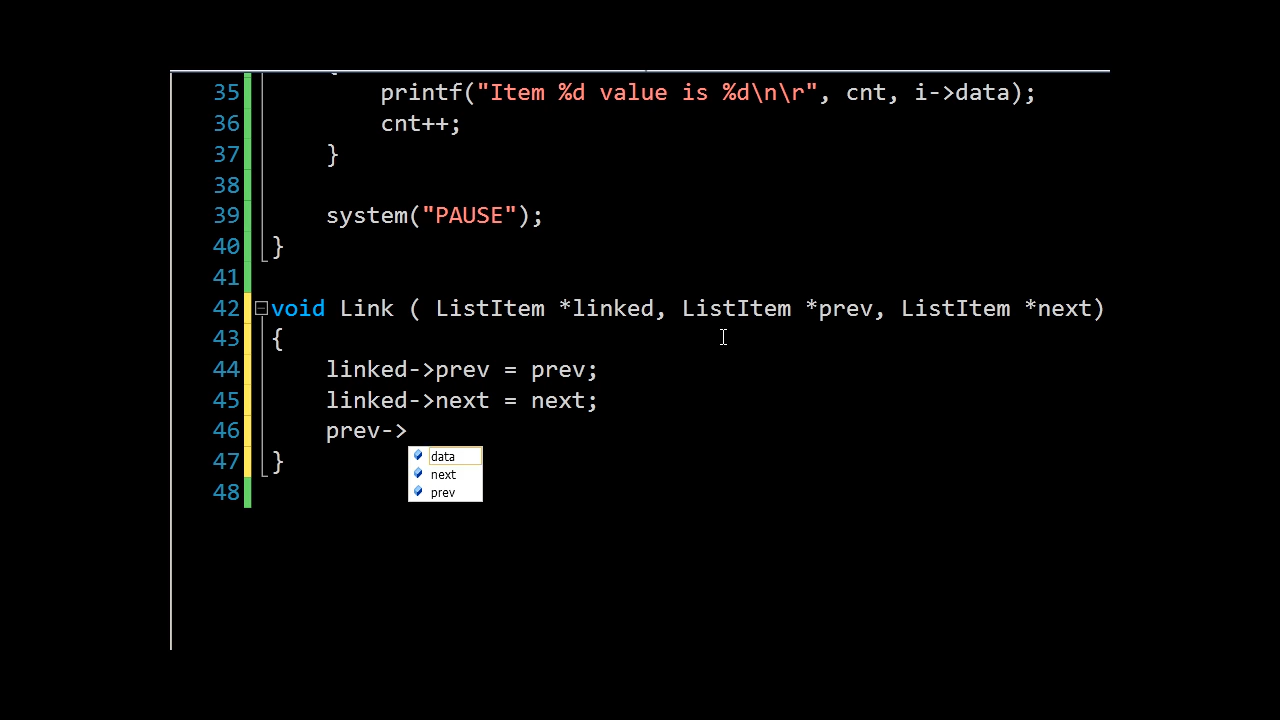 35 printf("Item %d value is %d\n\r", cnt, i->data);
36 cnt++;
37 }
38
39 system("PAUSE");
40 }
41
42 void Link ( ListItem *linked, ListItem *prev, ListItem *next)
43 {
44 linked->prev = prev;
45 linked->next = next;
46 prev->
data
47 }
next
48
prev